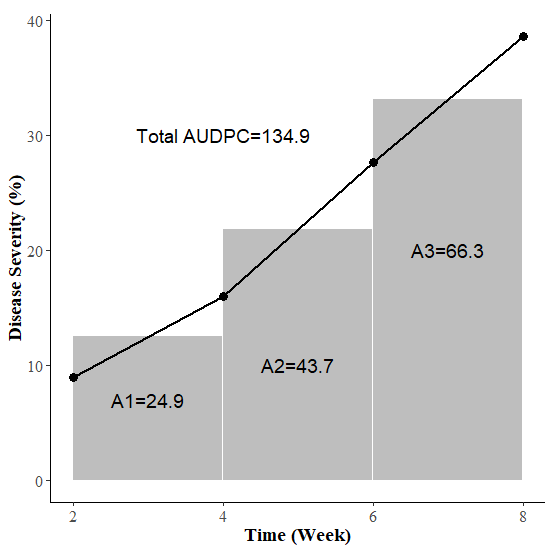 40
30
20
10
0
Disease Severity (%)
Total AUDPC=134.9
A1=24.9
A2=43.7
A3=66.3
2
4
6
8
Time (Week)